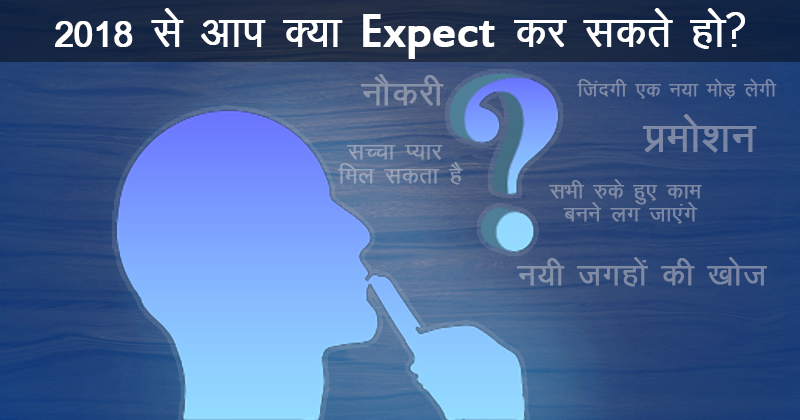 2018 से आप क्या Expect कर सकते हो?
नौकरी
जिंदगी एक नया मोड़ लेगी
प्रमोशन
सच्चा प्यार
मिल सकता है
सभी रुके हुए काम
बनने लग जाएंगे
नयी जगहों की खोज